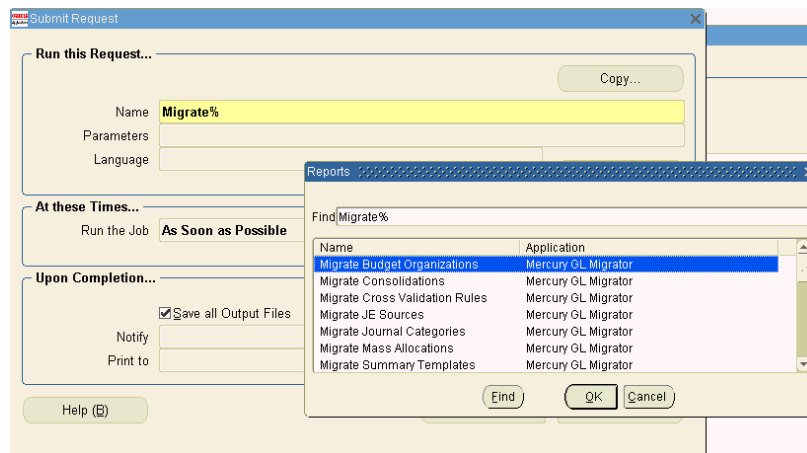 ORACLE
Submit Request
Run this Request...
Copy...
Name Migrate%
Parameters
Language
Reports
Find Migrate%
Name Application
Migrate Budget Organizations Mercury GL Migrator
Migrate Consolidations Mercury GL Migrator
Migrate Cross Validation Rules Mercury GL Migrator
Migrate JE Sources Mercury GL Migrator
Migrate Journal Categories Mercury GL Migrator
Migrate Mass Allocations Mercury GL Migrator
Migrate Summary Templates Mercury GL Migrator
Find OK Cancel
At these Times...
Run the Job As Soon as Possible
Upon Completion...
Save all Output Files
Notify
Print to
Help (B)